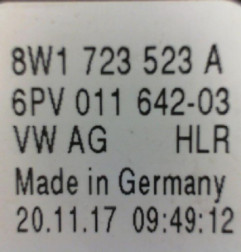 8W1 723 523 A
6PV 011 642-03
VW AG HLR
Made in Germany
20.11.17 09:49:12